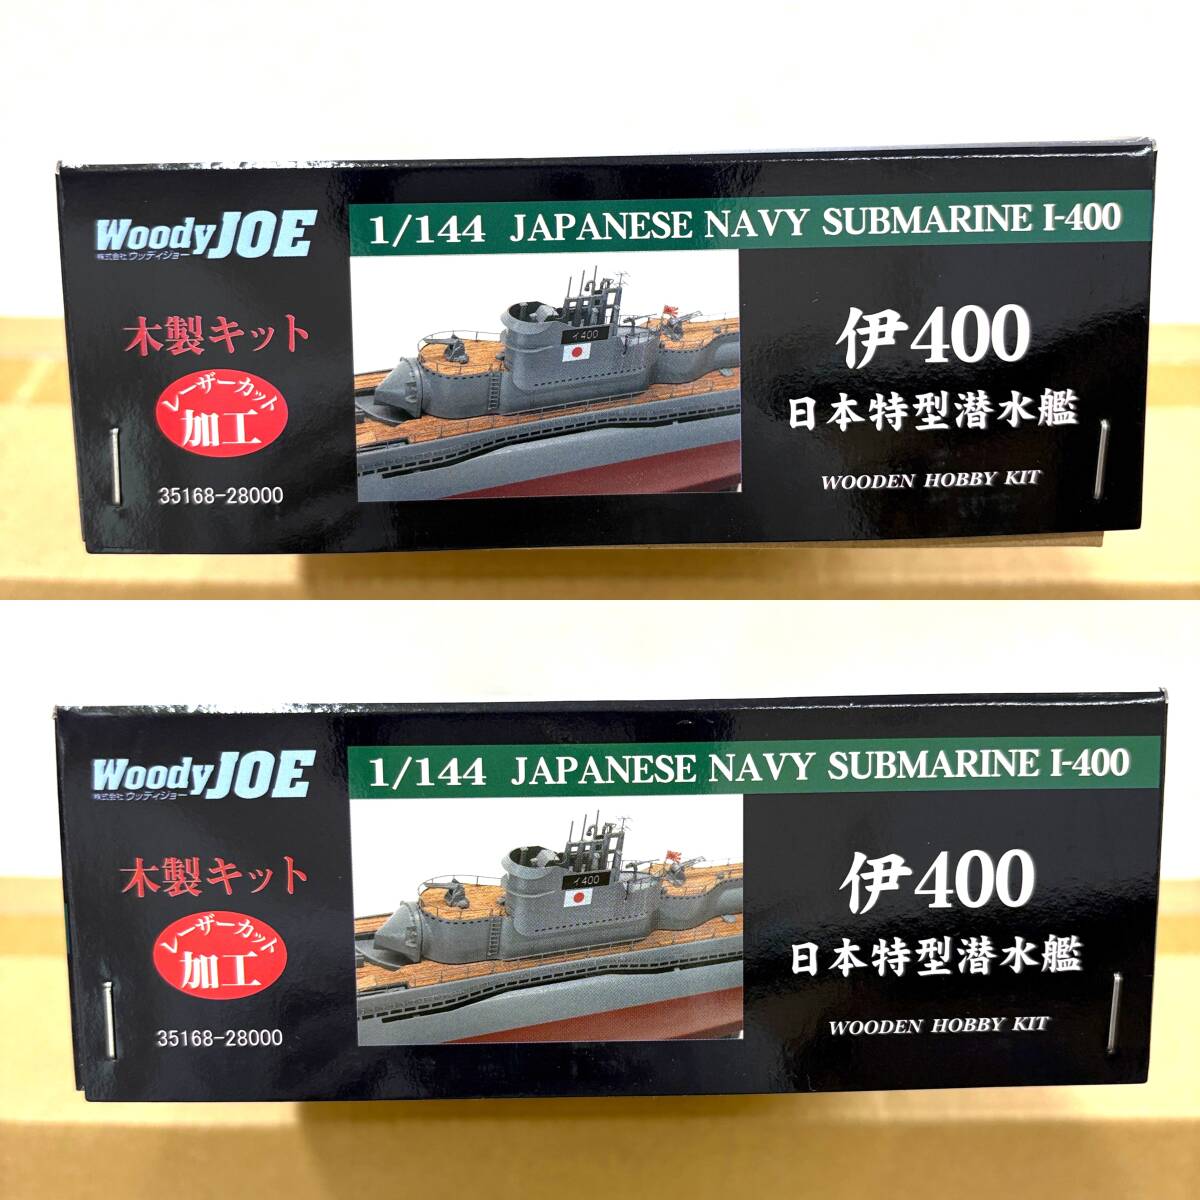 Woody JOE
株式会社 ウッディジョー
1/144 JAPANESE NAVY SUBMARINE I-400
木製キット
レーザーカット
加工
35168-28000
イ400
伊400
日本特型潜水艦
WOODEN HOBBY KIT
Woody JOE
株式会社 ウッディジョー
1/144 JAPANESE NAVY SUBMARINE I-400
木製キット
レーザーカット
加工
35168-28000
イ400
伊400
日本特型潜水艦
WOODEN HOBBY KIT